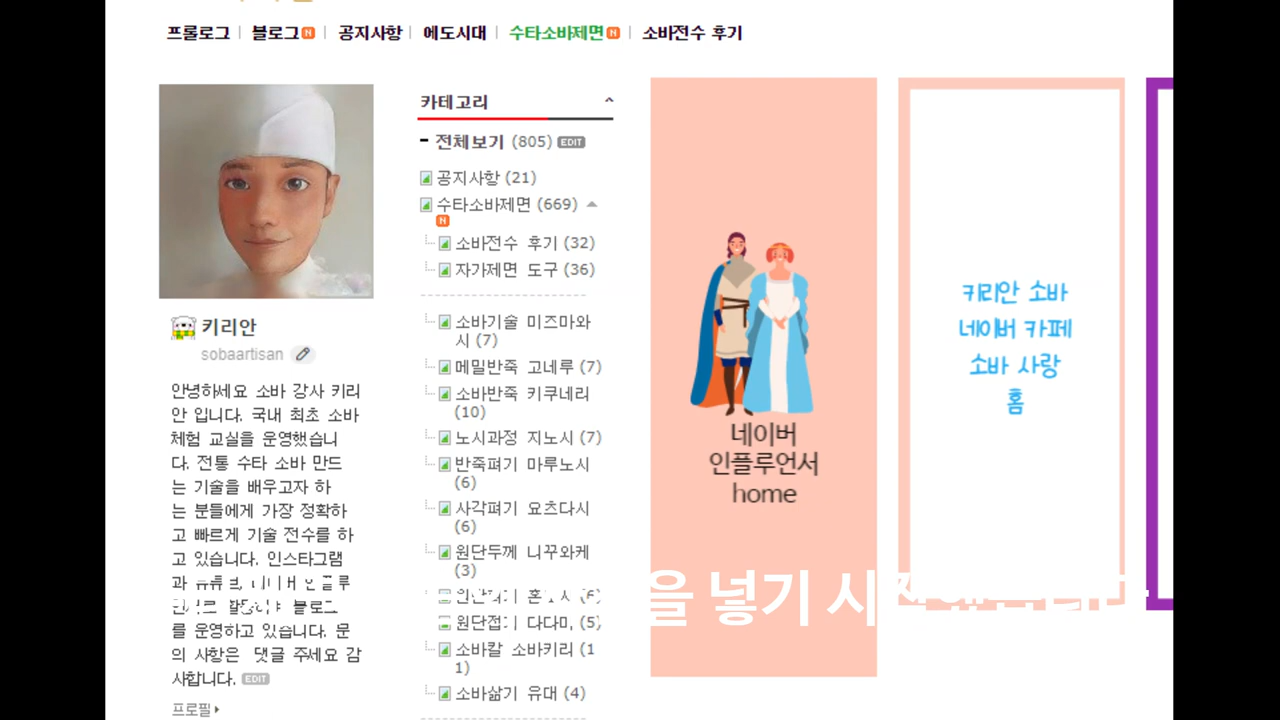 프롤로그 | 블로그 N | 공지사항 | 에도시대 | 수타소바제면 N | 소바전수 후기
키리안
sobaartisan
안녕하세요 소바 강사 키리
안 입니다. 국내 최초 소바
체험 교실을 운영했습니
다. 전통 수타 소바 만드
는 기술을 배우고자 하
는 분들에게 가장 정확하
고 빠르게 기술 전수를 하
고 있습니다. 인스타그램
블로그
를 운영하고 있습니다. 문
의 사항은 댓글 주세요 감
사합니다. EDIT
프로필
카테고리
전체보기 (805) EDIT
공지사항 (21)
수타소바제면 (669)
N
소바전수 후기 (32)
자가제면 도구 (36)
소바기술 미즈마와
시 (7)
메밀반죽 고네루 (7)
소바반죽 키쿠네리
(10)
노시과정 지노시 (7)
반죽펴기 마루노시
(6)
사각펴기 요츠다시
(6)
원단두께 니꾸와케
(3)
(6)
원단접기 (5)
소바칼 소바키리 (1
1)
소바삶기 유대 (4)
네이버
인플루언서
home
키리안 소바
네이버 카페
소바 사랑
홈
을 넣기